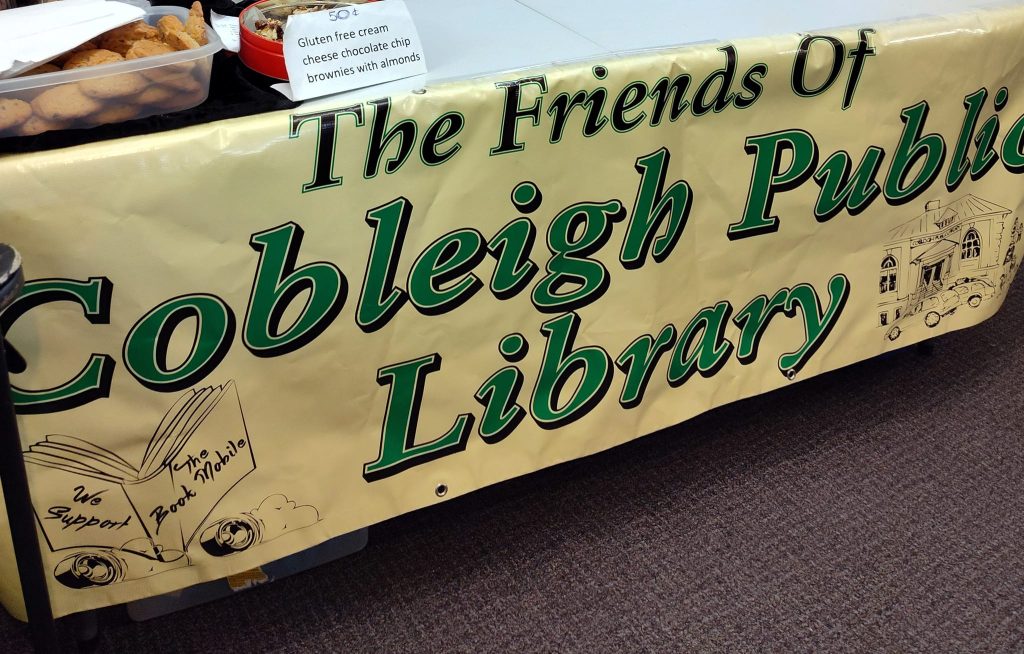 50¢
Gluten free cream
cheese chocolate chip
brownies with almonds
The Friends Of
Cobleigh Public
Library
We
Support
The
Book Mobile